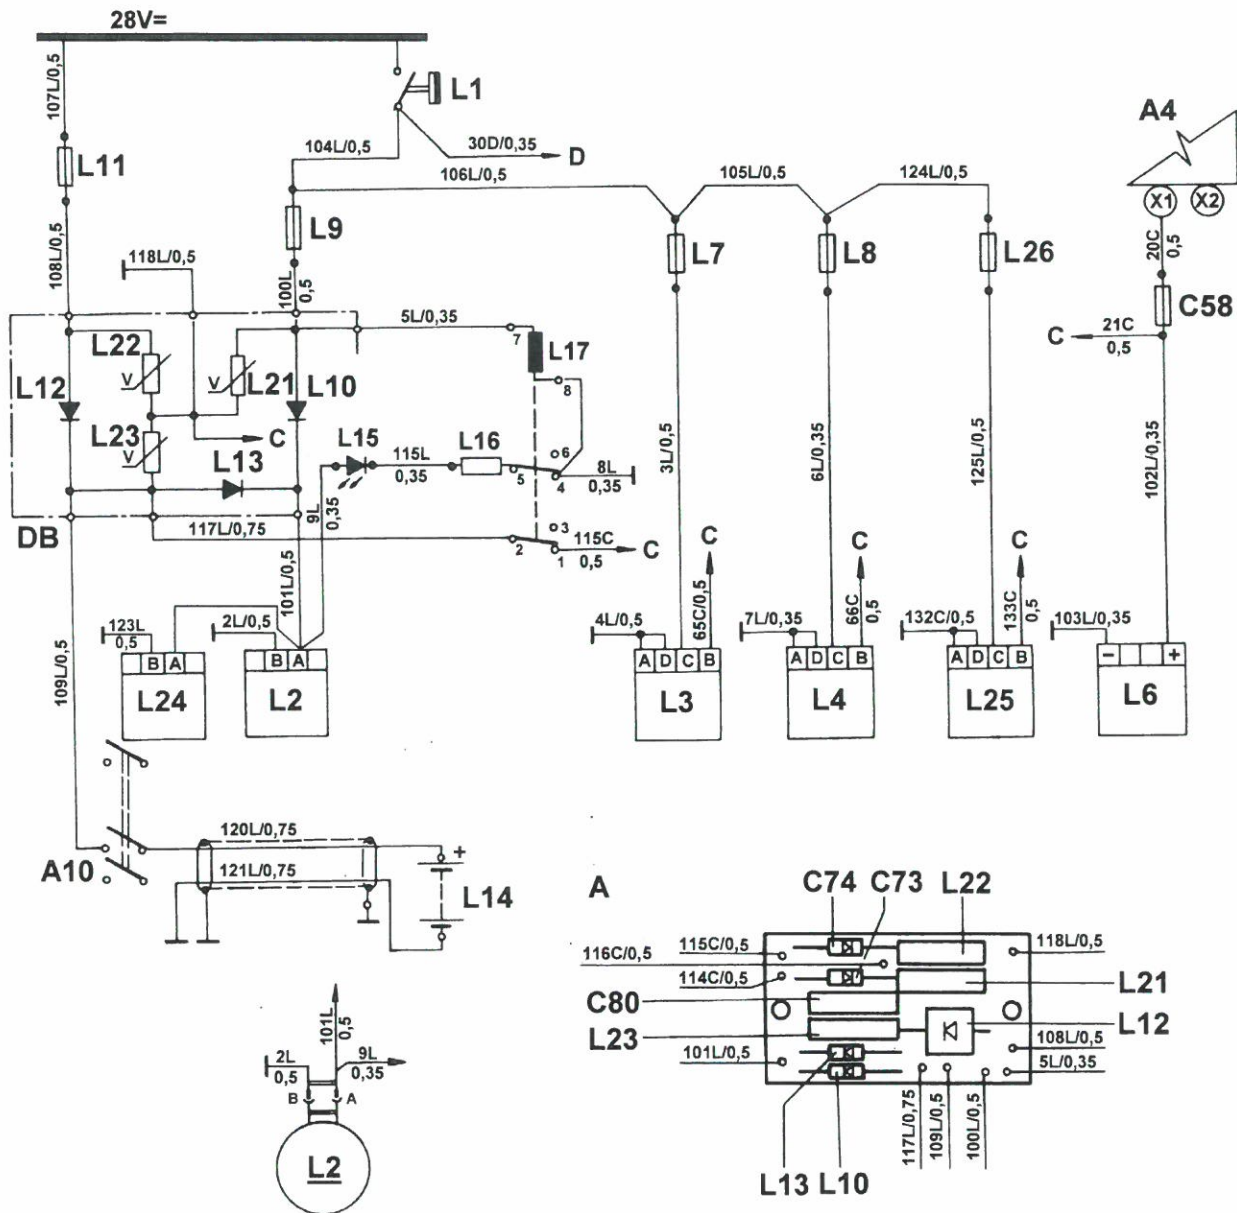 28V=
107L/0,5
L1
A4
L11
104L/0,5
30D/0,35
D
106L/0,5
105L/0,5
124L/0,5
X1
X2
108L/0,5
118L/0,5
L9
100L
0,5
L7
L8
L26
20C
0,5
C58
21C
0,5
C
5L/0,35
7
L17
8
L22
V
L21
V
L10
L12
L23
V
C
L13
L15
115L
0,35
L16
6
5
4
8L
0,35
9L
0,35
3L/0,5
6L/0,35
125L/0,5
102L/0,35
DB
117L/0,75
3
2
1
115C
0,5
C
C
C
C
101L/0,5
109L/0,5
123L
0,5
2L/0,5
4L/0,5
65C/0,5
7L/0,35
66C
0,5
132C/0,5
133C
0,5
103L/0,35
B A
B A
A D C B
A D C B
A D C B
− +
L24
L2
L3
L4
L25
L6
A10
120L/0,75
121L/0,75
+
L14
A
C74
C73
L22
116C/0,5
115C/0,5
118L/0,5
114C/0,5
L21
C80
L23
L12
101L/0,5
108L/0,5
5L/0,35
117L/0,75
109L/0,5
100L/0,5
L13
L10
101L
0,5
2L
0,5
9L
0,35
B
A
L2